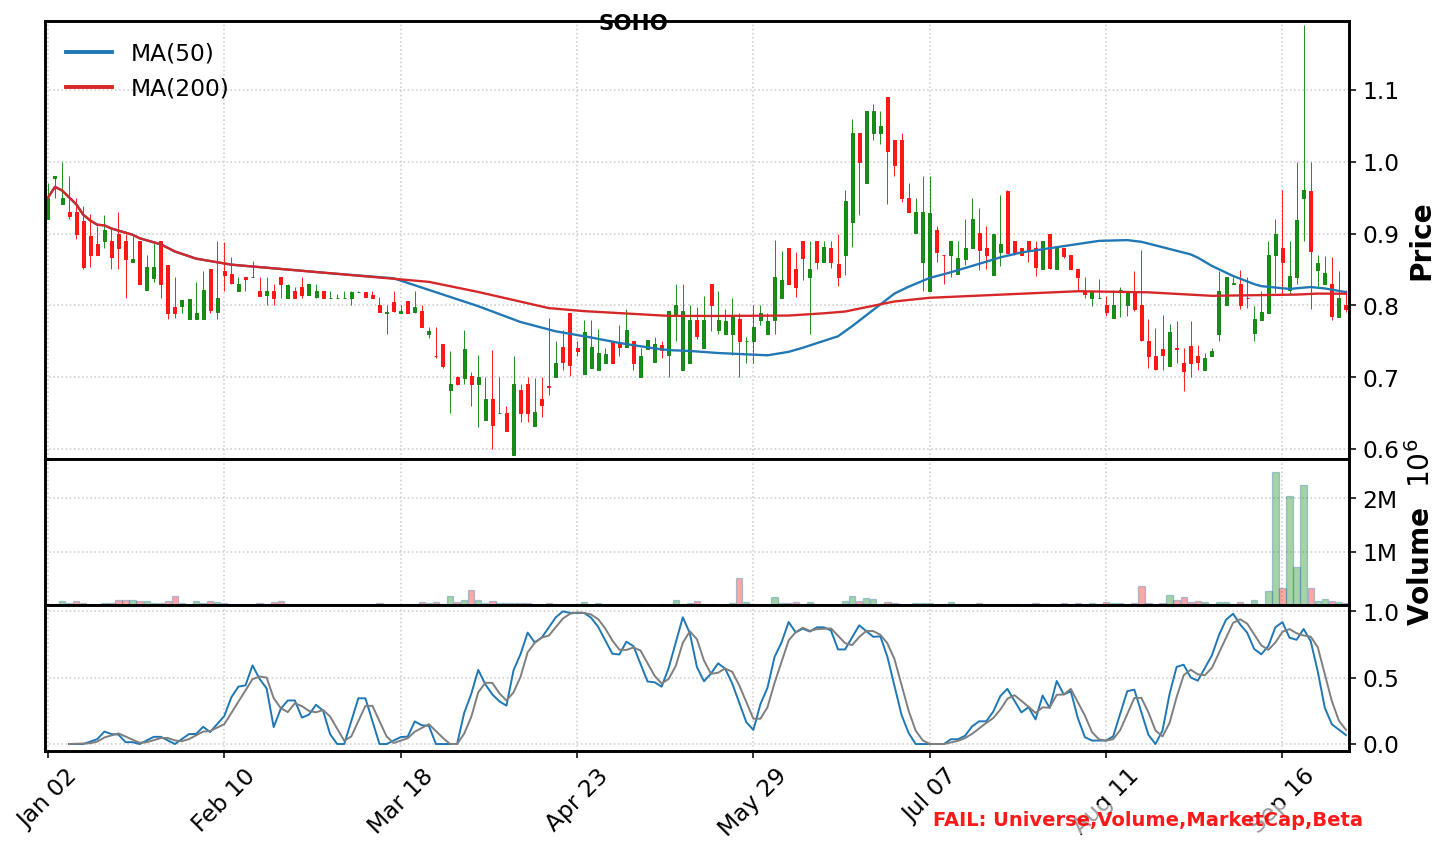 SOHO
MA(50)
MA(200)
1.1
1.0
0.9
0.8
0.7
0.6
Price
2M
1M
Volume 10^6
1.0
0.5
0.0
Jan 02
Feb 10
Mar 18
Apr 23
May 29
Jul 07
Aug 11
Sep 16
FAIL: Universe,Volume,MarketCap,Beta